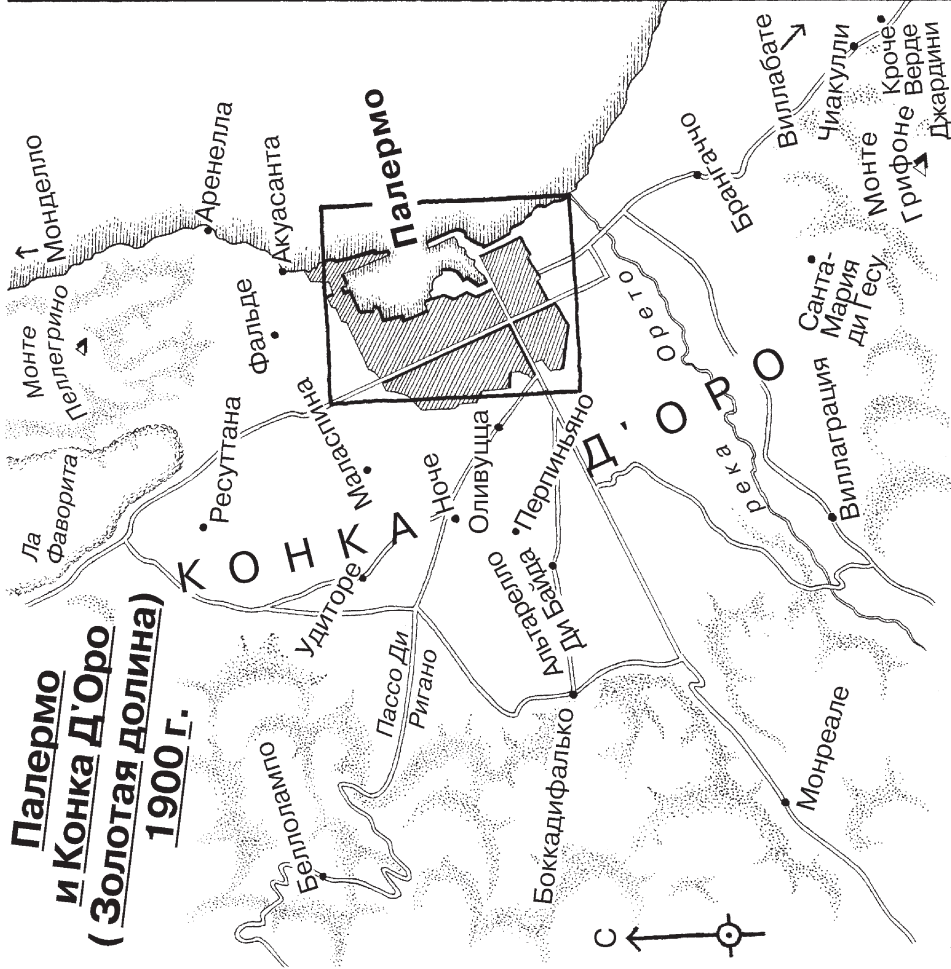 Палермо
и Конка Д'Оро
(Золотая долина)
1900 г.
Монделло
Аренелла
Акуасанта
Монте
Пеллегрино
Фальде
Палермо
Ла
Фаворита
Ресуттана
Маласпина
КОНКА
Д'ОРО
Ноче
Оливуцца
Удиторе
Перпиньяно
Пассо Ди
Ригано
Альтарелло
Ди Байда
Беллолампо
Боккадифалько
Монреале
река Орето
Виллаграция
Санта-
Мария
ди Гесу
Брангаччо
Виллабате
Чиакулли
Монте
Грифоне
Кроче
Верде
Джардини
С